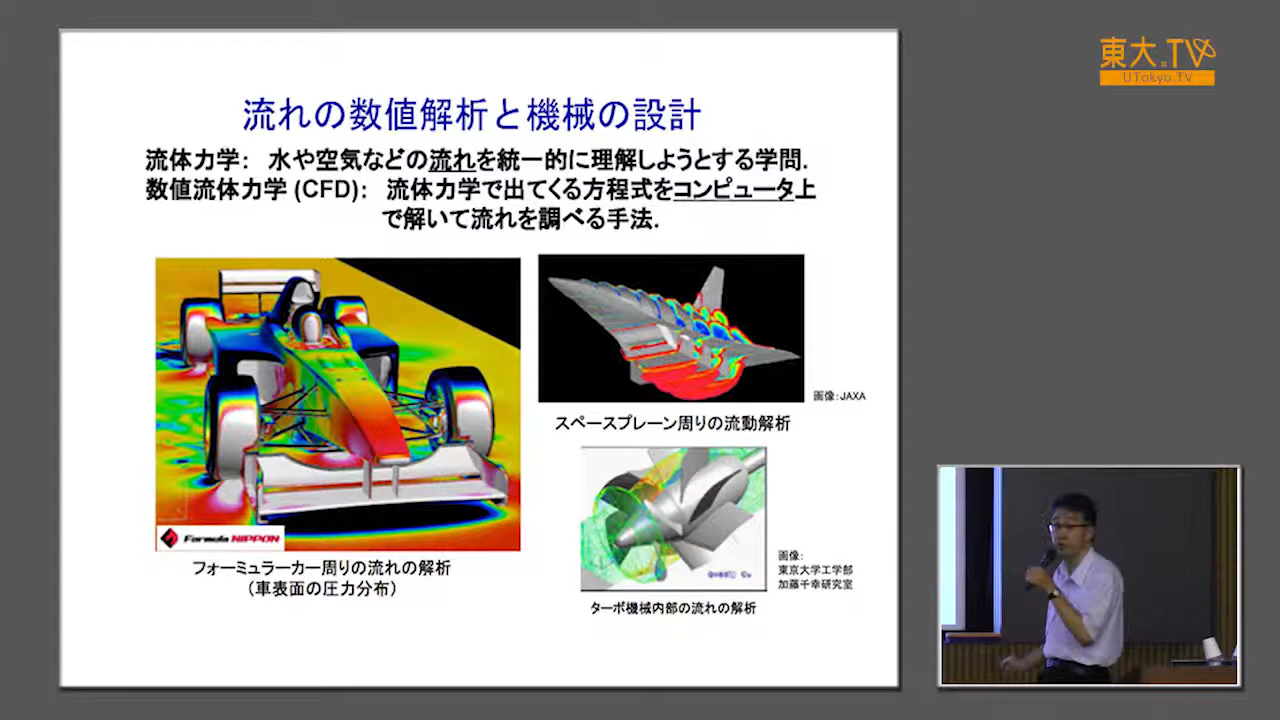 東大.TV
UTokyo.TV
流れの数値解析と機械の設計
流体力学： 水や空気などの流れを統一的に理解しようとする学問.
数値流体力学 (CFD)： 流体力学で出てくる方程式をコンピュータ上
で解いて流れを調べる手法.
画像：JAXA
スペースプレーン周りの流動解析
Formula NIPPON
フォーミュラーカー周りの流れの解析
（車表面の圧力分布）
画像：
東京大学工学部
加藤千幸研究室
ターボ機械内部の流れの解析